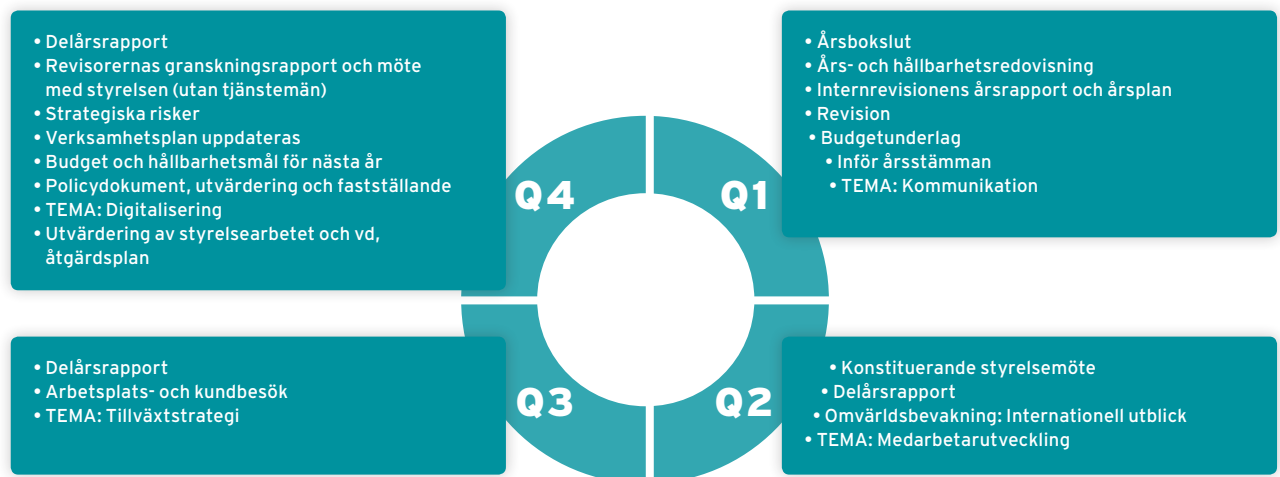 • Delårsrapport
• Revisorernas granskningsrapport och möte
med styrelsen (utan tjänstemän)
• Strategiska risker
• Verksamhetsplan uppdateras
• Budget och hållbarhetsmål för nästa år
• Policydokument, utvärdering och fastställande
• TEMA: Digitalisering
• Utvärdering av styrelsearbetet och vd,
åtgärdsplan
Q4
Q1
• Årsbokslut
• Års- och hållbarhetsredovisning
• Internrevisionens årsrapport och årsplan
• Revision
• Budgetunderlag
• Inför årsstämman
• TEMA: Kommunikation
• Delårsrapport
• Arbetsplats- och kundbesök
• TEMA: Tillväxtstrategi
Q3
Q2
• Konstituerande styrelsemöte
• Delårsrapport
• Omvärldsbevakning: Internationell utblick
• TEMA: Medarbetarutveckling